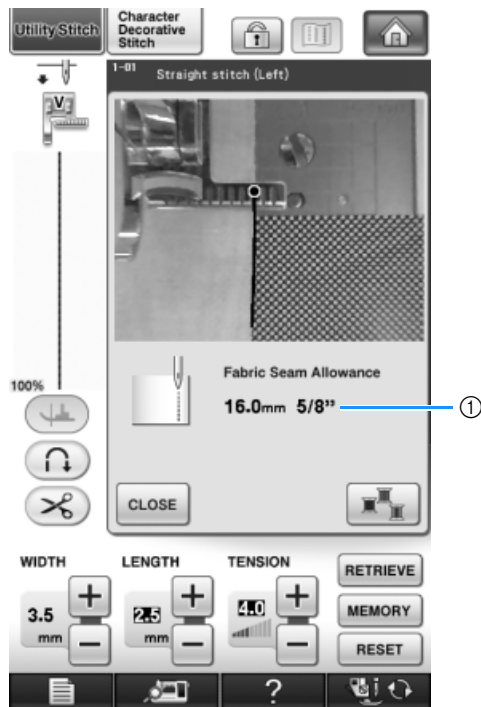 Utility Stitch
Character
Decorative
Stitch
1-01 Straight stitch (Left)
V
100%
Fabric Seam Allowance
16.0mm 5/8"
①
CLOSE
WIDTH
LENGTH
TENSION
3.5
mm
2.5
mm
4.0
RETRIEVE
MEMORY
RESET
?